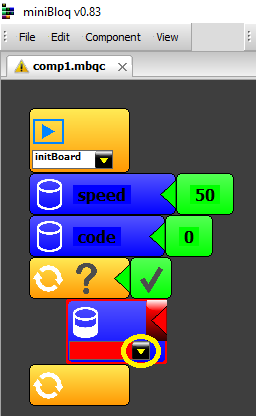 miniBloq v0.83
File Edit Component View
comp1.mbqc
initBoard
speed 50
code 0
?